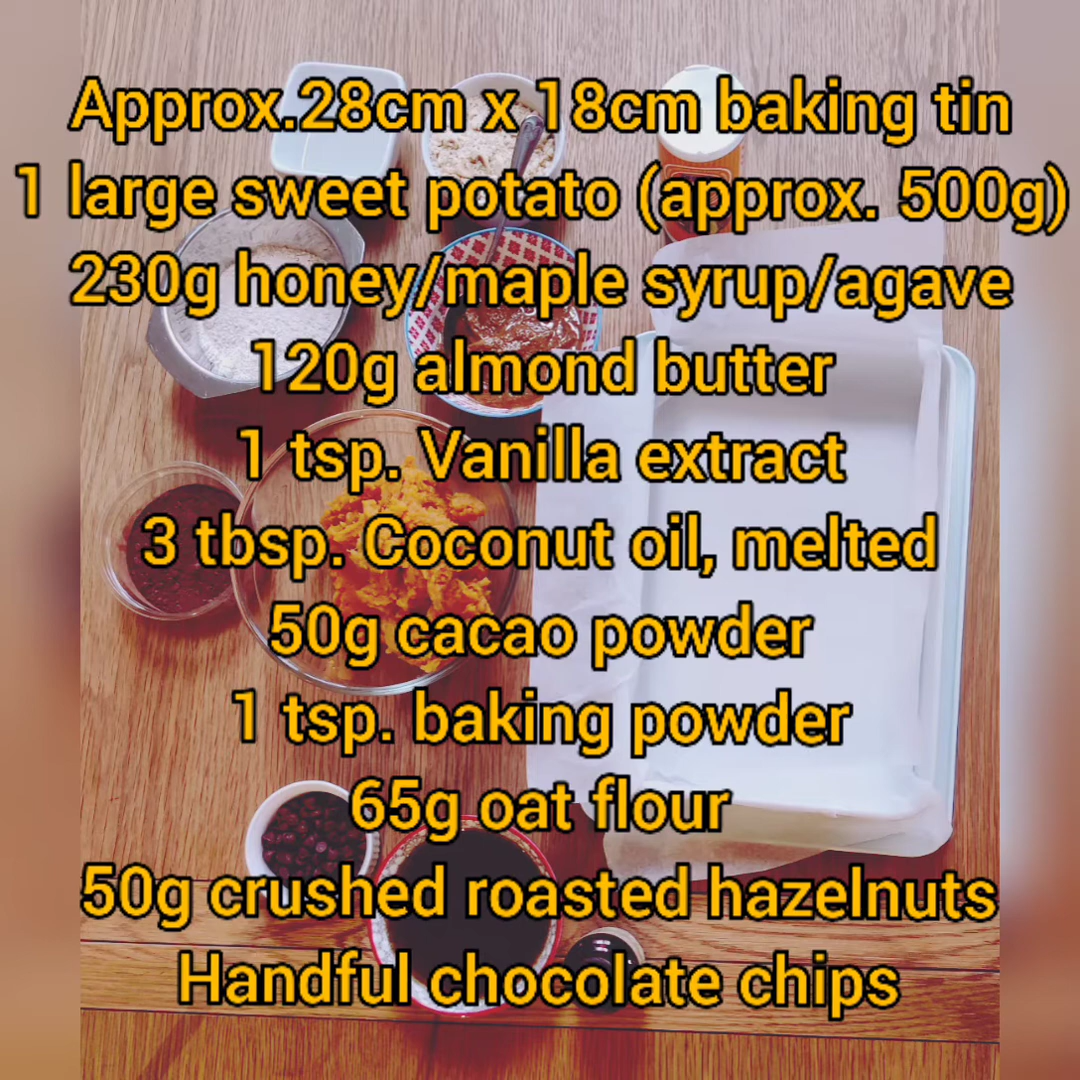 Approx.28cm x 18cm baking tin
1 large sweet potato (approx. 500g)
230g honey/maple syrup/agave
120g almond butter
1 tsp. Vanilla extract
3 tbsp. Coconut oil, melted
50g cacao powder
1 tsp. baking powder
65g oat flour
50g crushed roasted hazelnuts
Handful chocolate chips